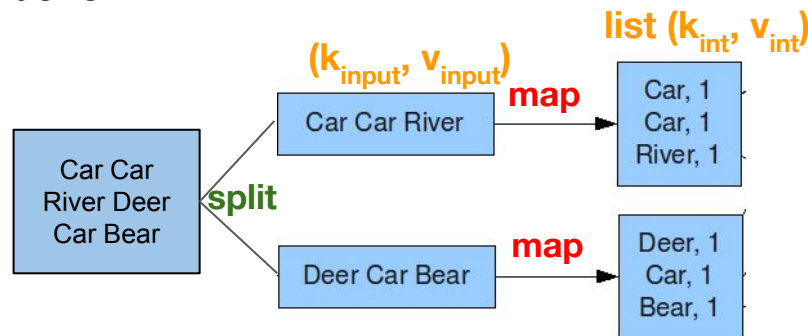 list (k_int, v_int)
(k_input, v_input)
map
Car, 1
Car, 1
River, 1
Car Car River
Car Car
River Deer
Car Bear
split
map
Deer, 1
Car, 1
Bear, 1
Deer Car Bear